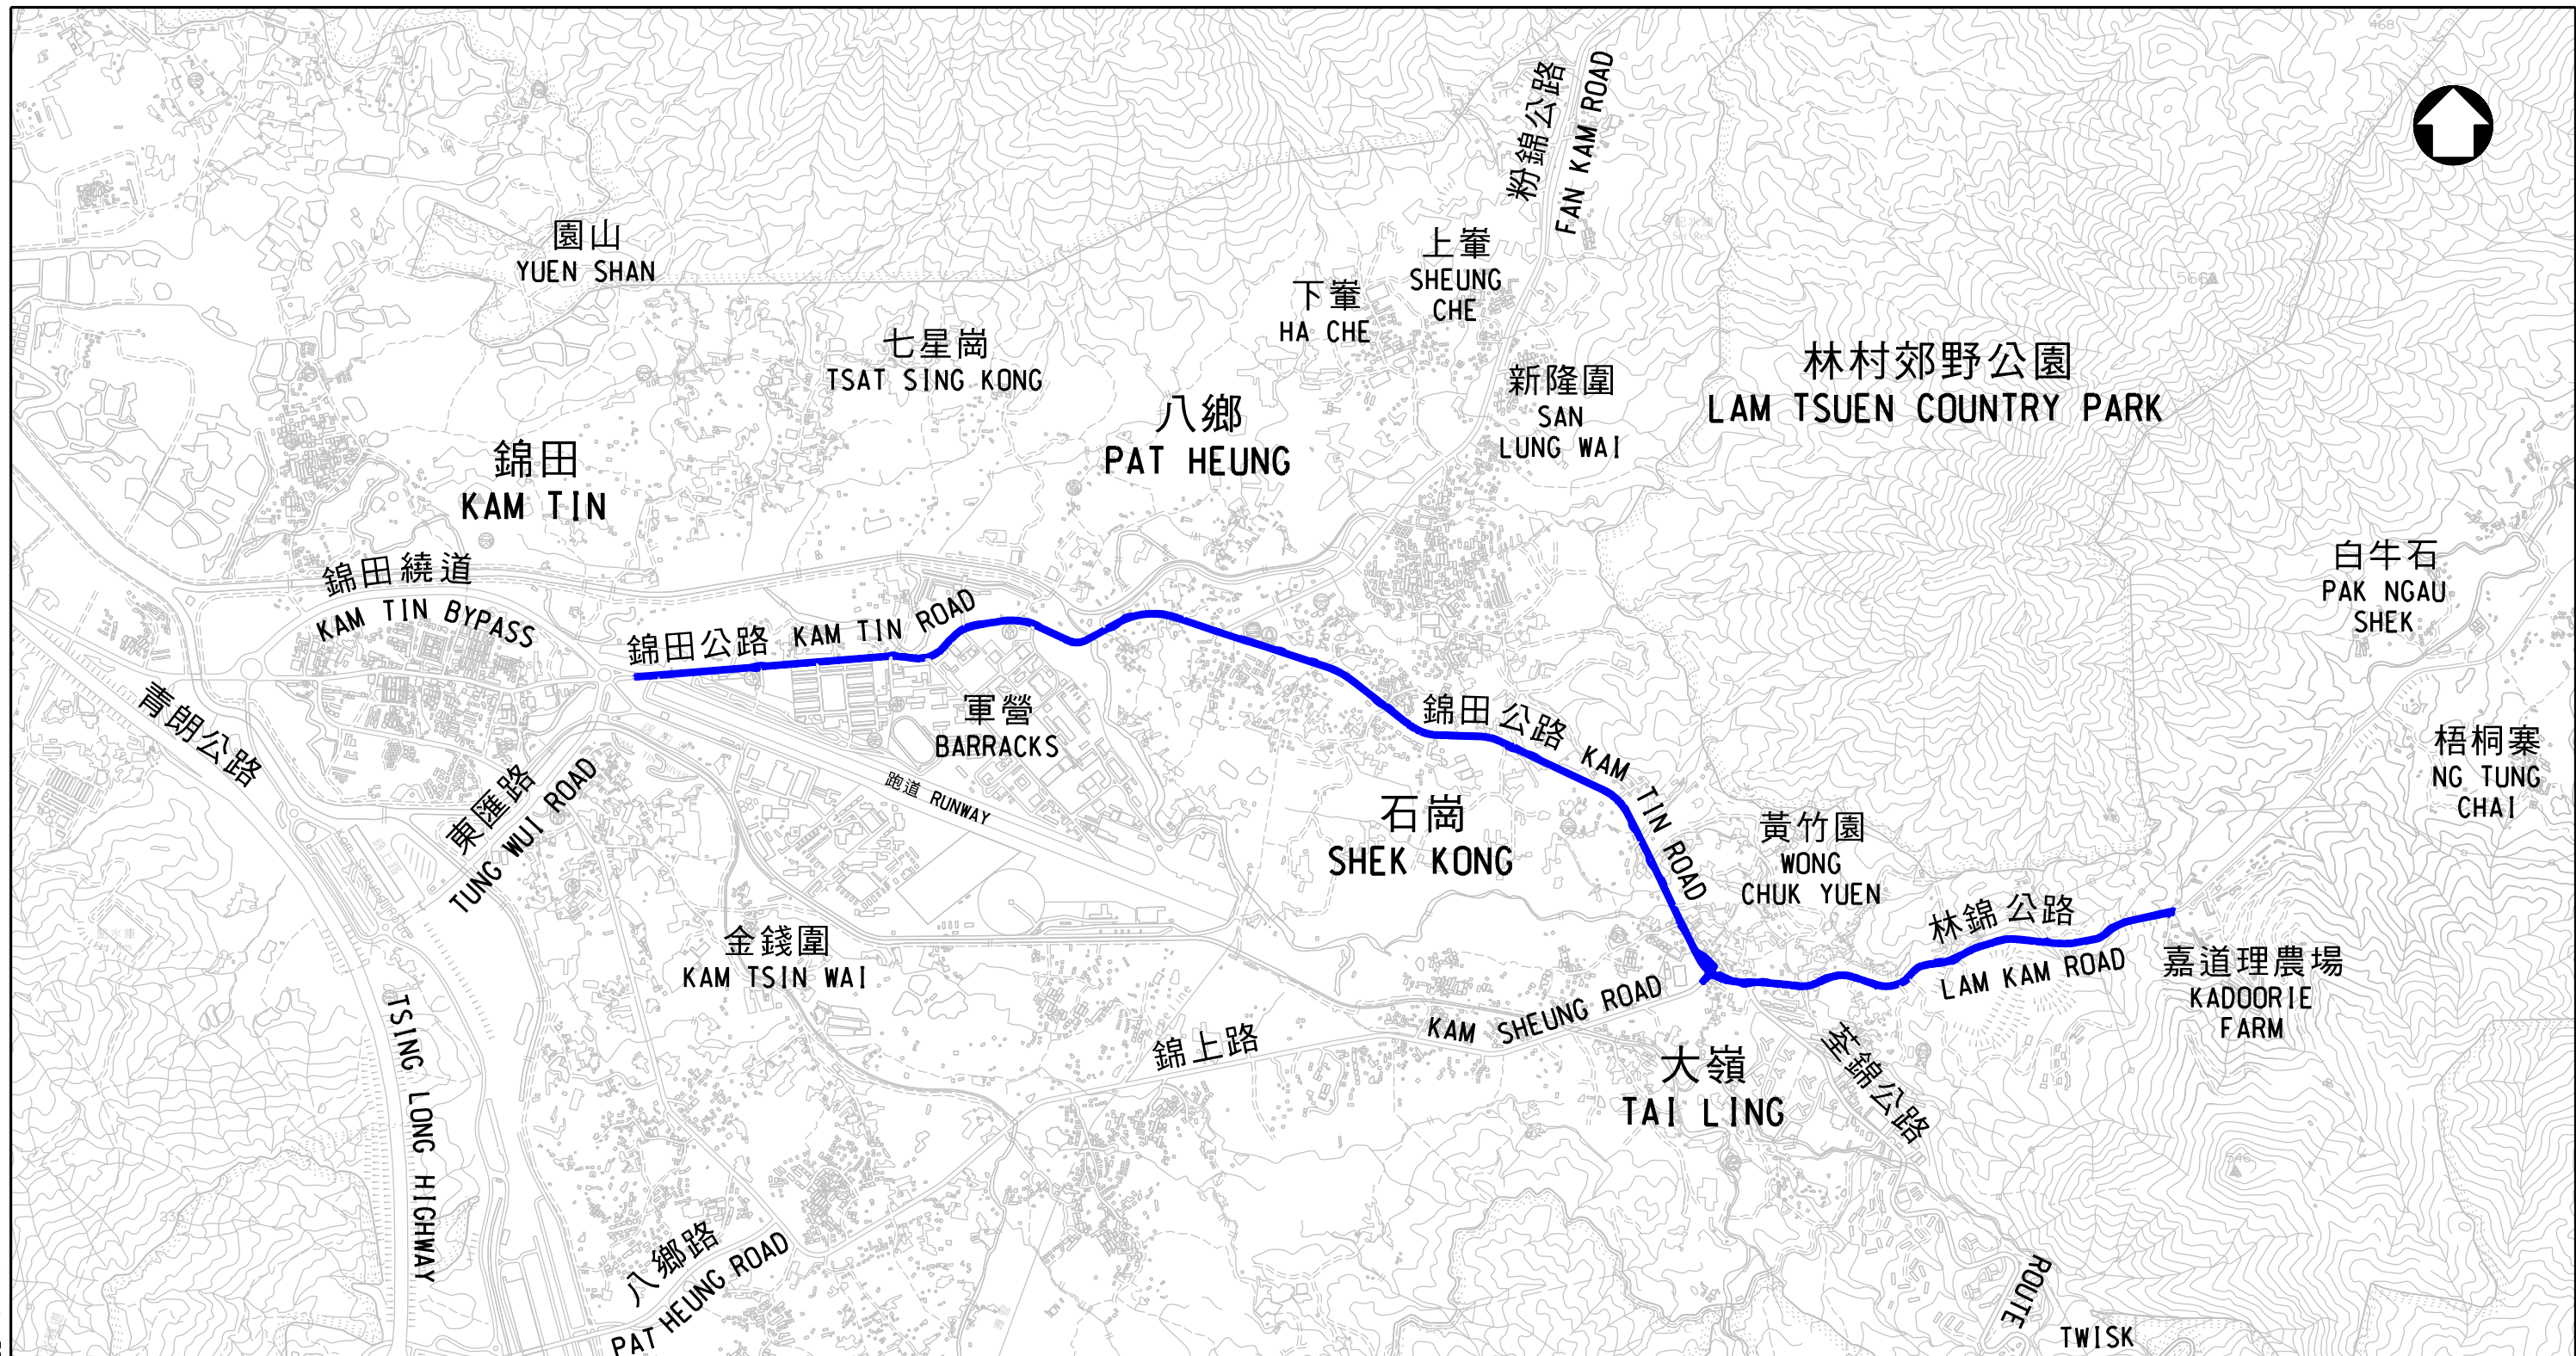 粉錦公路
FAN KAM ROAD
園山
YUEN SHAN
上輋
SHEUNG
CHE
下輋
HA CHE
七星崗
TSAT SING KONG
新隆圍
SAN
LUNG WAI
林村郊野公園
LAM TSUEN COUNTRY PARK
八鄉
PAT HEUNG
錦田
KAM TIN
錦田繞道
KAM TIN BYPASS
白牛石
PAK NGAU
SHEK
錦田公路 KAM TIN ROAD
青朗公路
軍營
BARRACKS
錦田公路 KAM TIN ROAD
梧桐寨
NG TUNG
CHAI
東匯路
TUNG WUI ROAD
跑道 RUNWAY
石崗
SHEK KONG
黃竹園
WONG
CHUK YUEN
林錦公路
LAM KAM ROAD
金錢圍
KAM TSIN WAI
嘉道理農場
KADOORIE
FARM
錦上路
KAM SHEUNG ROAD
大嶺
TAI LING
荃錦公路
TSING LONG HIGHWAY
八鄉路
PAT HEUNG ROAD
ROUTE
TWISK
468
566
546
235